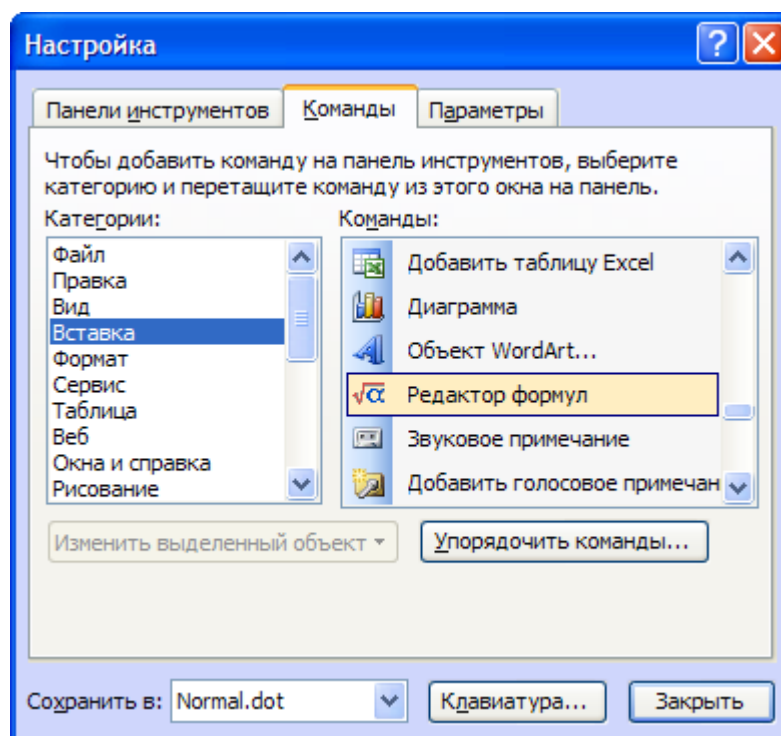 Настройка
Панели инструментов Команды Параметры
Чтобы добавить команду на панель инструментов, выберите
категорию и перетащите команду из этого окна на панель.
Категории: Команды:
Файл
Правка
Вид
Вставка
Формат
Сервис
Таблица
Веб
Окна и справка
Рисование
Добавить таблицу Excel
Диаграмма
Объект WordArt...
√α Редактор формул
Звуковое примечание
Добавить голосовое примечан
Изменить выделенный объект Упорядочить команды...
Сохранить в: Normal.dot Клавиатура... Закрыть